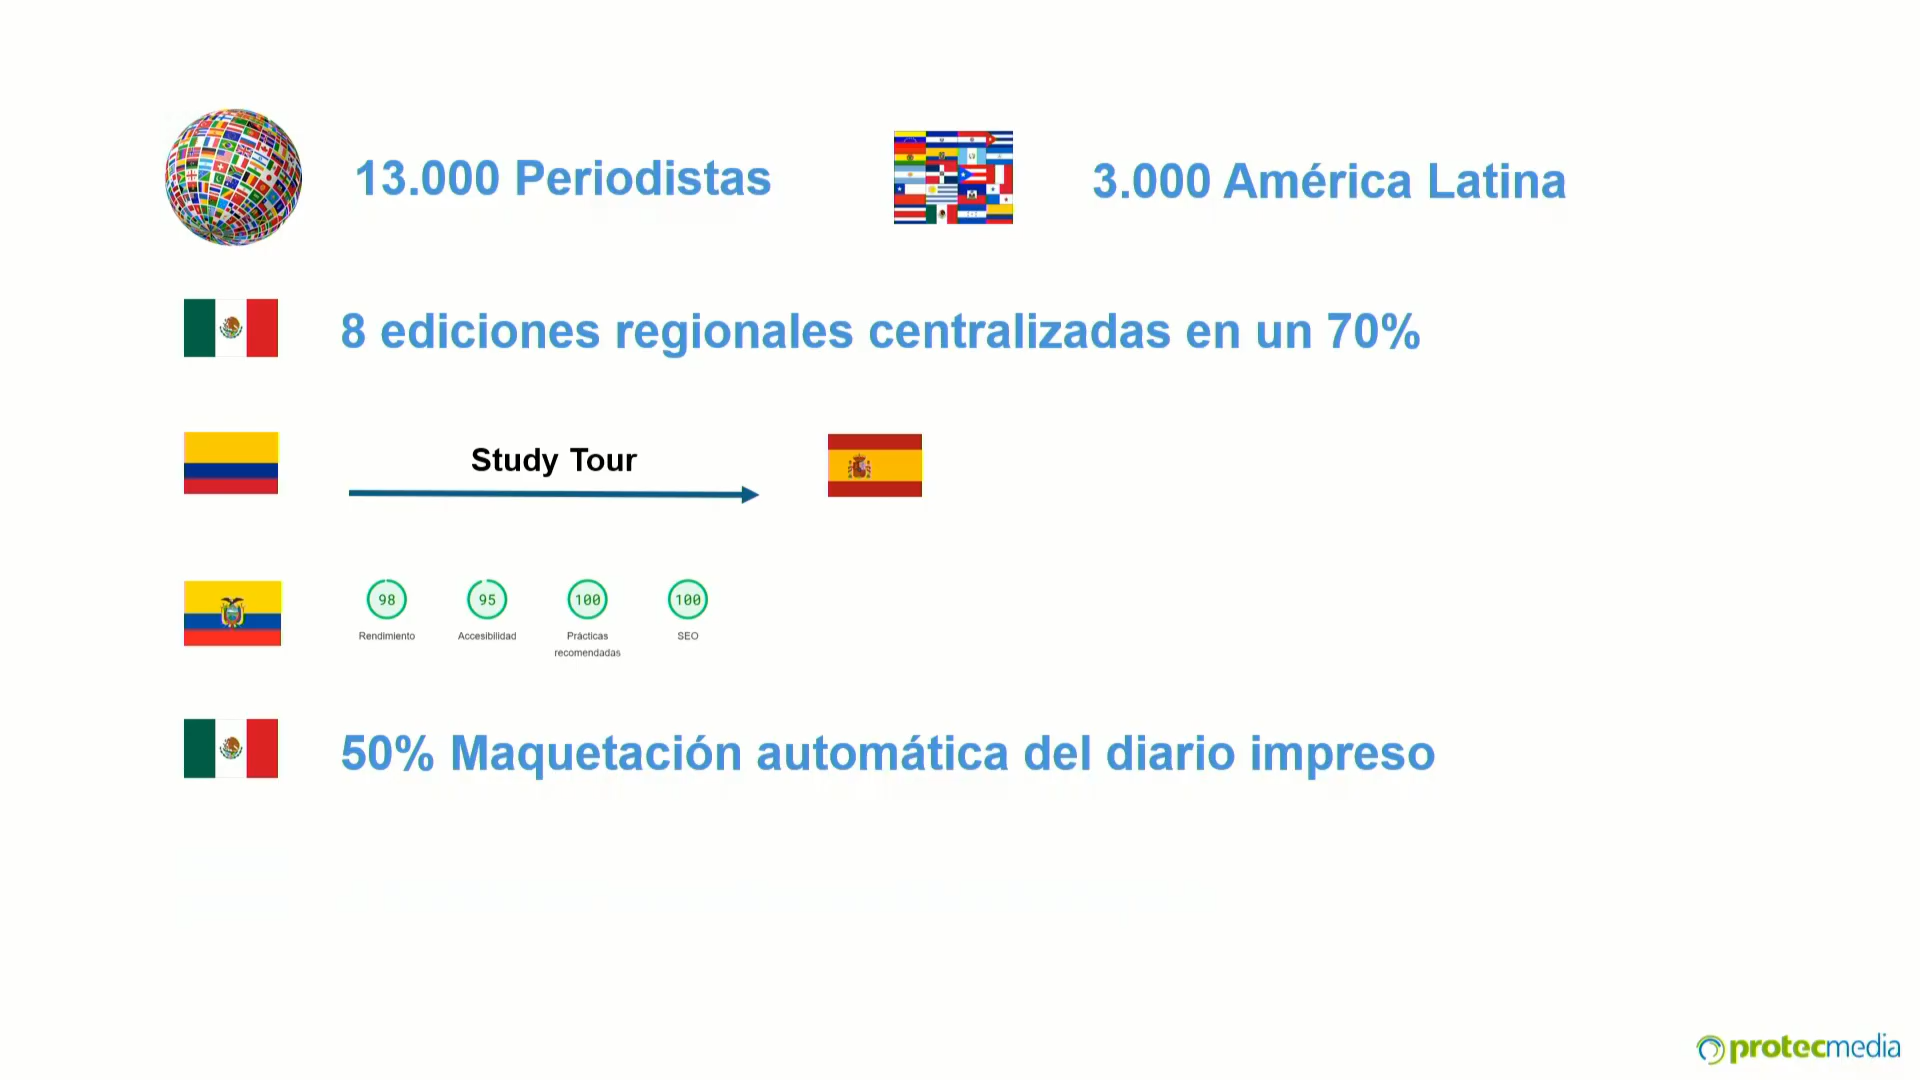 13.000 Periodistas
3.000 América Latina
8 ediciones regionales centralizadas en un 70%
Study Tour
98
95
100
100
Rendimiento
Accesibilidad
Prácticas
recomendadas
SEO
50% Maquetación automática del diario impreso
protecmedia